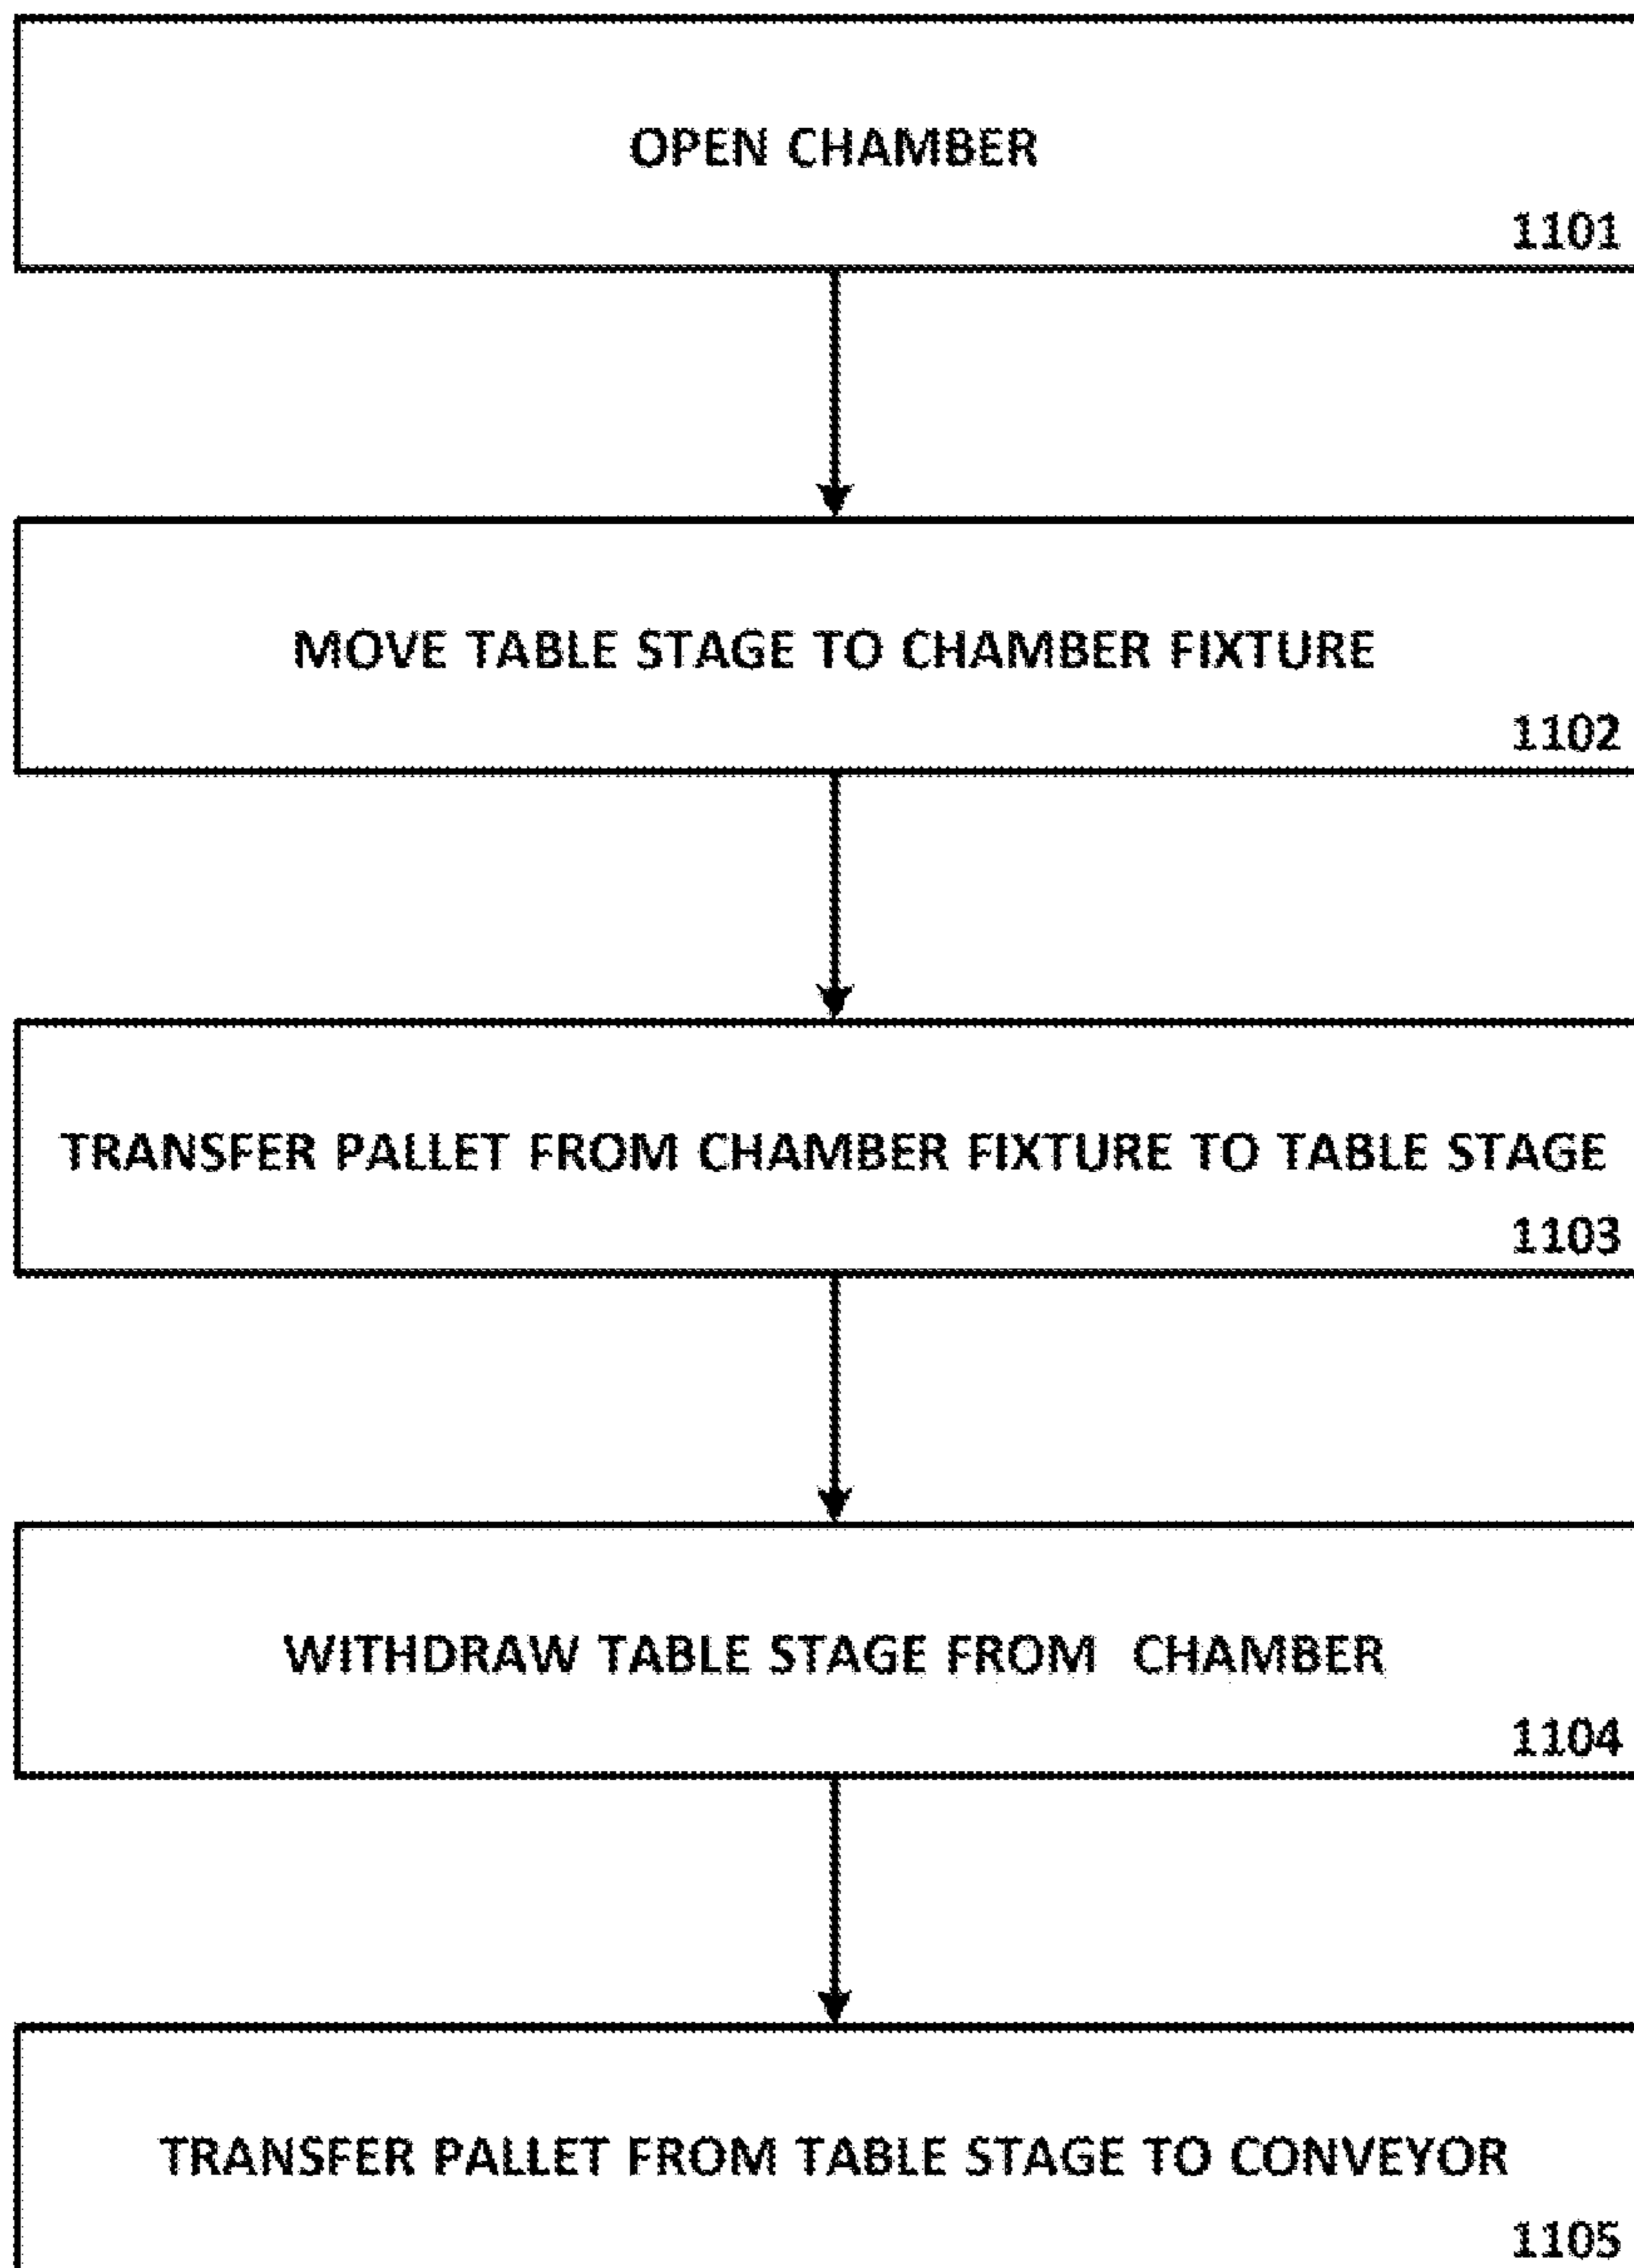 OPEN CHAMBER
1101
MOVE TABLE STAGE TO CHAMBER FIXTURE
1102
TRANSFER PALLET FROM CHAMBER FIXTURE TO TABLE STAGE
1103
WITHDRAW TABLE STAGE FROM CHAMBER
1104
TRANSFER PALLET FROM TABLE STAGE TO CONVEYOR
1105